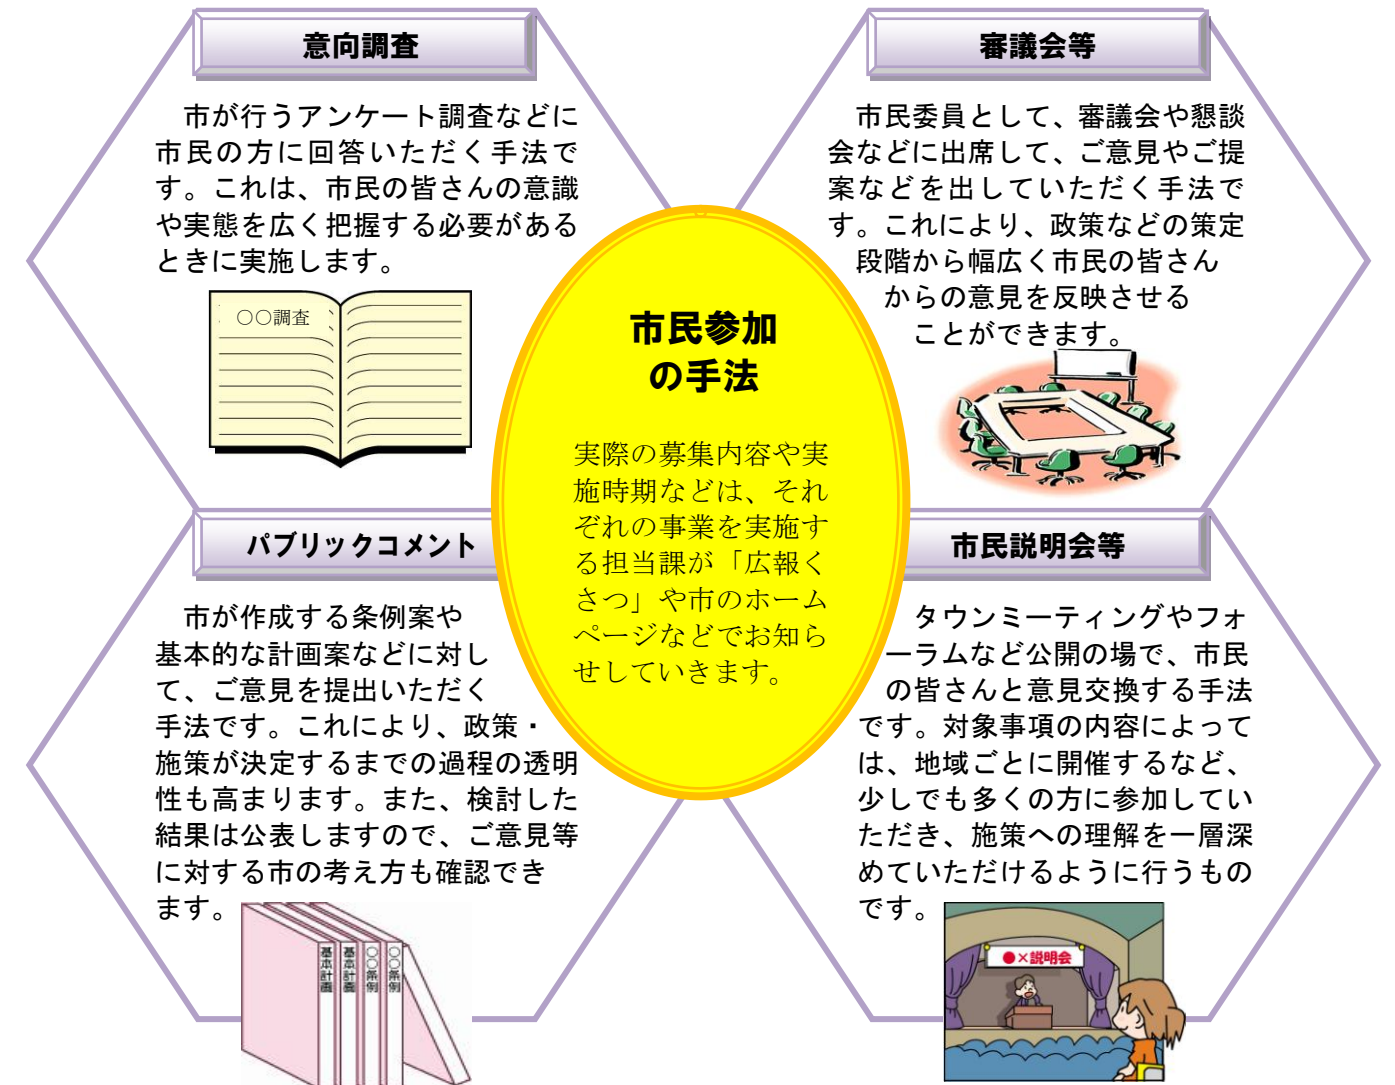 意向調査
市が行うアンケート調査などに
市民の方に回答いただく手法で
す。これは、市民の皆さんの意識
や実態を広く把握する必要がある
ときに実施します。
〇〇調査
審議会等
市民委員として、審議会や懇談
会などに出席して、ご意見やご提
案などを出していただく手法で
す。これにより、政策などの策定
段階から幅広く市民の皆さん
からの意見を反映させる
ことができます。
市民参加
の手法
実際の募集内容や実
施時期などは、それ
ぞれの事業を実施す
る担当課が「広報く
さつ」や市のホーム
ページなどでお知ら
せしていきます。
パブリックコメント
市が作成する条例案や
基本的な計画案などに対し
て、ご意見を提出いただく
手法です。これにより、政策・
施策が決定するまでの過程の透明
性も高まります。また、検討した
結果は公表しますので、ご意見等
に対する市の考え方も確認でき
ます。
基本計画
基本計画
〇〇条例
〇〇条例
市民説明会等
タウンミーティングやフォ
ーラムなど公開の場で、市民
の皆さんと意見交換する手法
です。対象事項の内容によって
は、地域ごとに開催するなど、
少しでも多くの方に参加してい
ただき、施策への理解を一層深
めていただけるように行うもの
です。
●×説明会